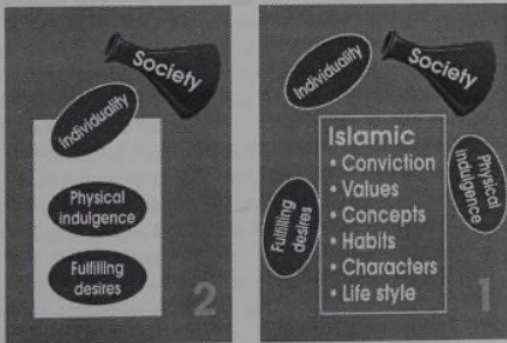 Society
Individuality
Physical
indulgence
Fulfilling
desires
2
Individuality
Society
Islamic
• Conviction
• Values
• Concepts
• Habits
• Characters
• Life style
Fulfilling
desires
Physical
indulgence
1